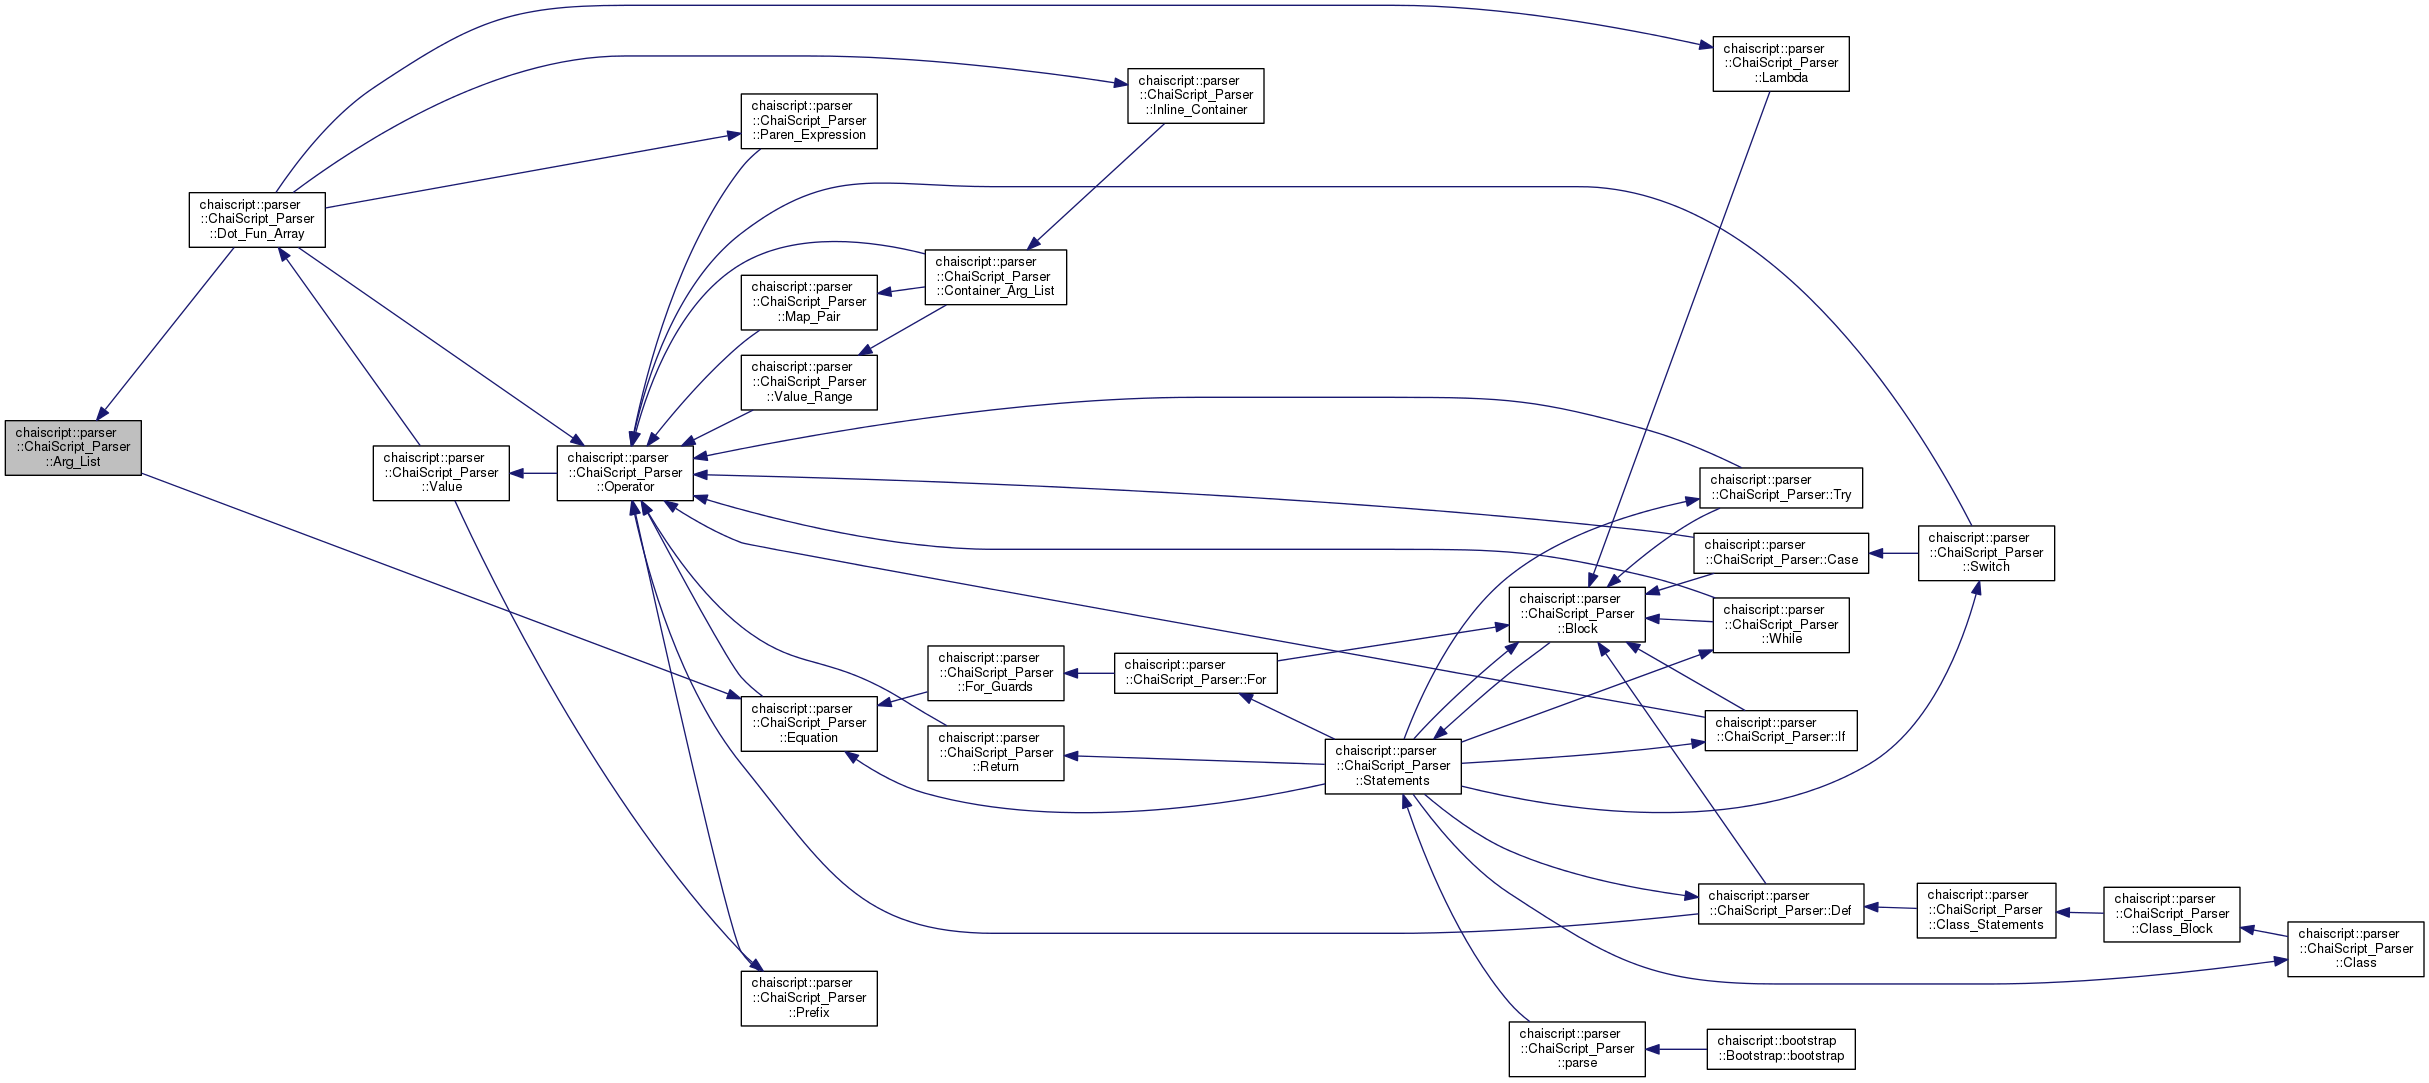 chaiscript::parser
::ChaiScript_Parser
::Lambda
chaiscript::parser
::ChaiScript_Parser
::Inline_Container
chaiscript::parser
::ChaiScript_Parser
::Paren_Expression
chaiscript::parser
::ChaiScript_Parser
::Dot_Fun_Array
chaiscript::parser
::ChaiScript_Parser
::Container_Arg_List
chaiscript::parser
::ChaiScript_Parser
::Map_Pair
chaiscript::parser
::ChaiScript_Parser
::Value_Range
chaiscript::parser
::ChaiScript_Parser
::Arg_List
chaiscript::parser
::ChaiScript_Parser
::Value
chaiscript::parser
::ChaiScript_Parser
::Operator
chaiscript::parser
::ChaiScript_Parser::Try
chaiscript::parser
::ChaiScript_Parser::Case
chaiscript::parser
::ChaiScript_Parser
::Switch
chaiscript::parser
::ChaiScript_Parser
::Block
chaiscript::parser
::ChaiScript_Parser
::While
chaiscript::parser
::ChaiScript_Parser
::For_Guards
chaiscript::parser
::ChaiScript_Parser::For
chaiscript::parser
::ChaiScript_Parser
::Equation
chaiscript::parser
::ChaiScript_Parser
::Return
chaiscript::parser
::ChaiScript_Parser::If
chaiscript::parser
::ChaiScript_Parser
::Statements
chaiscript::parser
::ChaiScript_Parser::Def
chaiscript::parser
::ChaiScript_Parser
::Class_Statements
chaiscript::parser
::ChaiScript_Parser
::Class_Block
chaiscript::parser
::ChaiScript_Parser
::Class
chaiscript::parser
::ChaiScript_Parser
::Prefix
chaiscript::parser
::ChaiScript_Parser
::parse
chaiscript::bootstrap
::Bootstrap::bootstrap